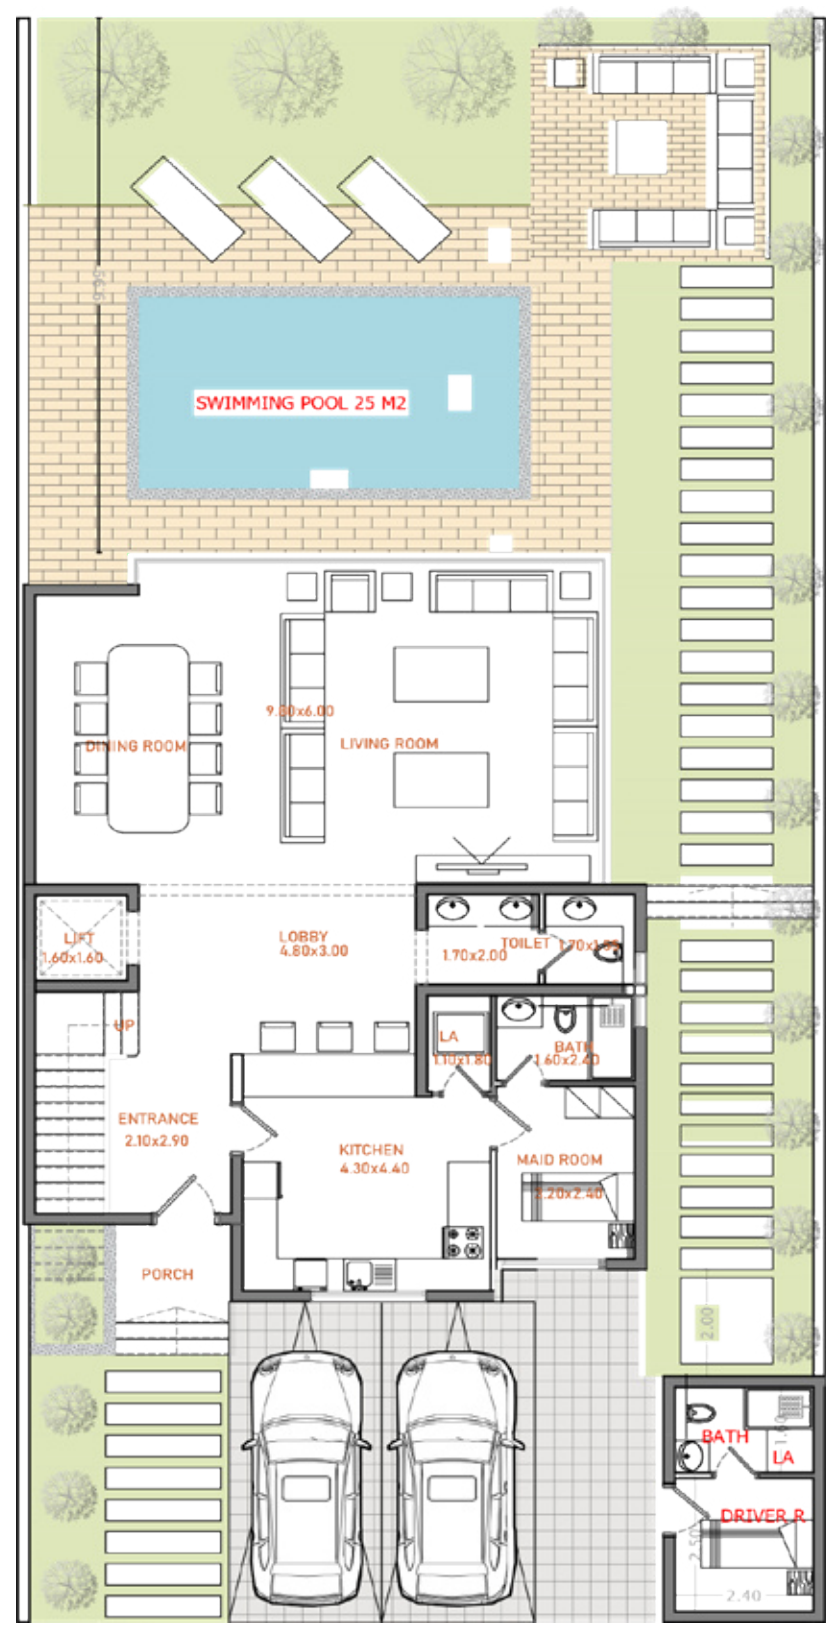 SWIMMING POOL 25 M2
9.80x6.00
DINING ROOM
LIVING ROOM
LIFT
1.60x1.60
LOBBY
4.80x3.00
1.70x2.00
TOILET
UP
LA
1.10x1.80
BATH
1.60x2.40
ENTRANCE
2.10x2.90
KITCHEN
4.30x4.40
MAID ROOM
2.20x2.40
PORCH
2.00
BATH
1.60
LA
DRIVER R
2.50
2.40